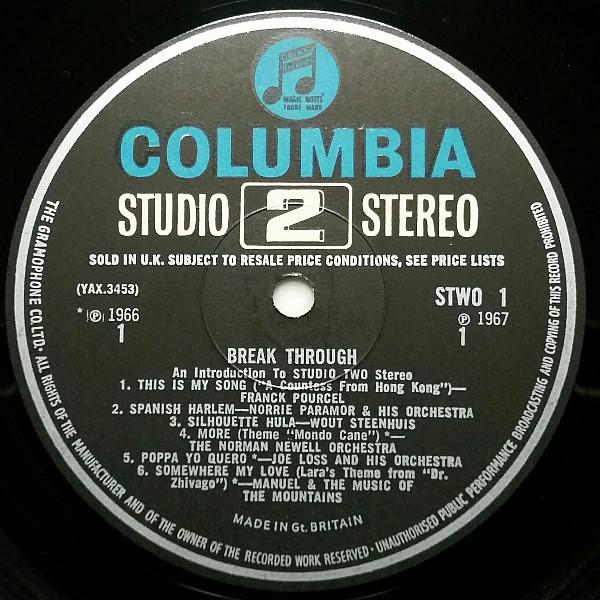 MAGIC NOTES
TRADE MARK
COLUMBIA
STUDIO 2 STEREO
SOLD IN U.K. SUBJECT TO RESALE PRICE CONDITIONS, SEE PRICE LISTS
(YAX.3453) STWO 1
* ℗ 1966 ℗ 1967
1 1
BREAK THROUGH
An Introduction To STUDIO TWO Stereo
1. THIS IS MY SONG ("A Countess From Hong Kong")—
FRANCK POURCEL
2. SPANISH HARLEM—NORRIE PARAMOR & HIS ORCHESTRA
3. SILHOUETTE HULA—WOUT STEENHUIS
4. MORE (Theme "Mondo Cane") *—
THE NORMAN NEWELL ORCHESTRA
5. POPPA YO QUERO *—JOE LOSS AND HIS ORCHESTRA
6. SOMEWHERE MY LOVE (Lara's Theme from "Dr.
Zhivago") *—MANUEL & THE MUSIC OF
THE MOUNTAINS
MADE IN Gt. BRITAIN
THE GRAMOPHONE CO. LTD. · ALL RIGHTS OF THE MANUFACTURER AND OF THE OWNER OF THE RECORDED WORK RESERVED · UNAUTHORISED PUBLIC PERFORMANCE BROADCASTING AND COPYING OF THIS RECORD PROHIBITED